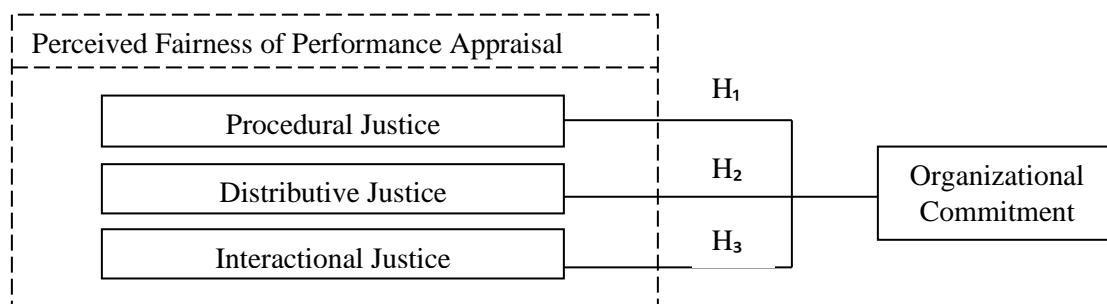 Perceived Fairness of Performance Appraisal
Procedural Justice
H₁
Distributive Justice
H₂
Interactional Justice
H₃
Organizational
Commitment